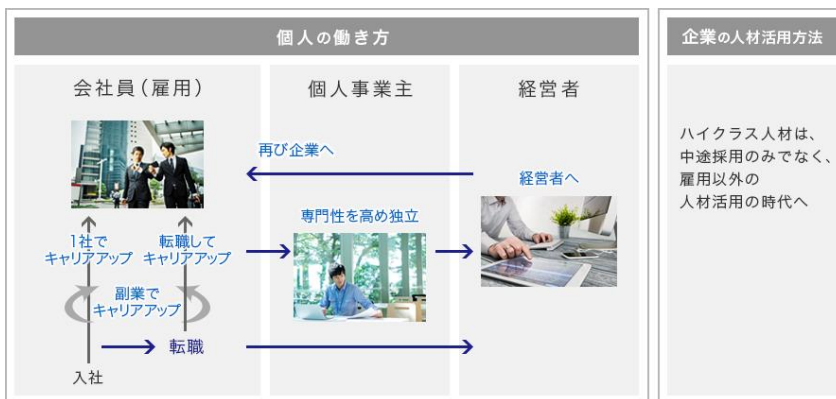 個人の働き方
会社員(雇用)
個人事業主
経営者
再び企業へ
経営者へ
専門性を高め独立
1社で
キャリアアップ
転職して
キャリアアップ
副業で
キャリアアップ
転職
入社
企業の人材活用方法
ハイクラス人材は、
中途採用のみでなく、
雇用以外の
人材活用の時代へ